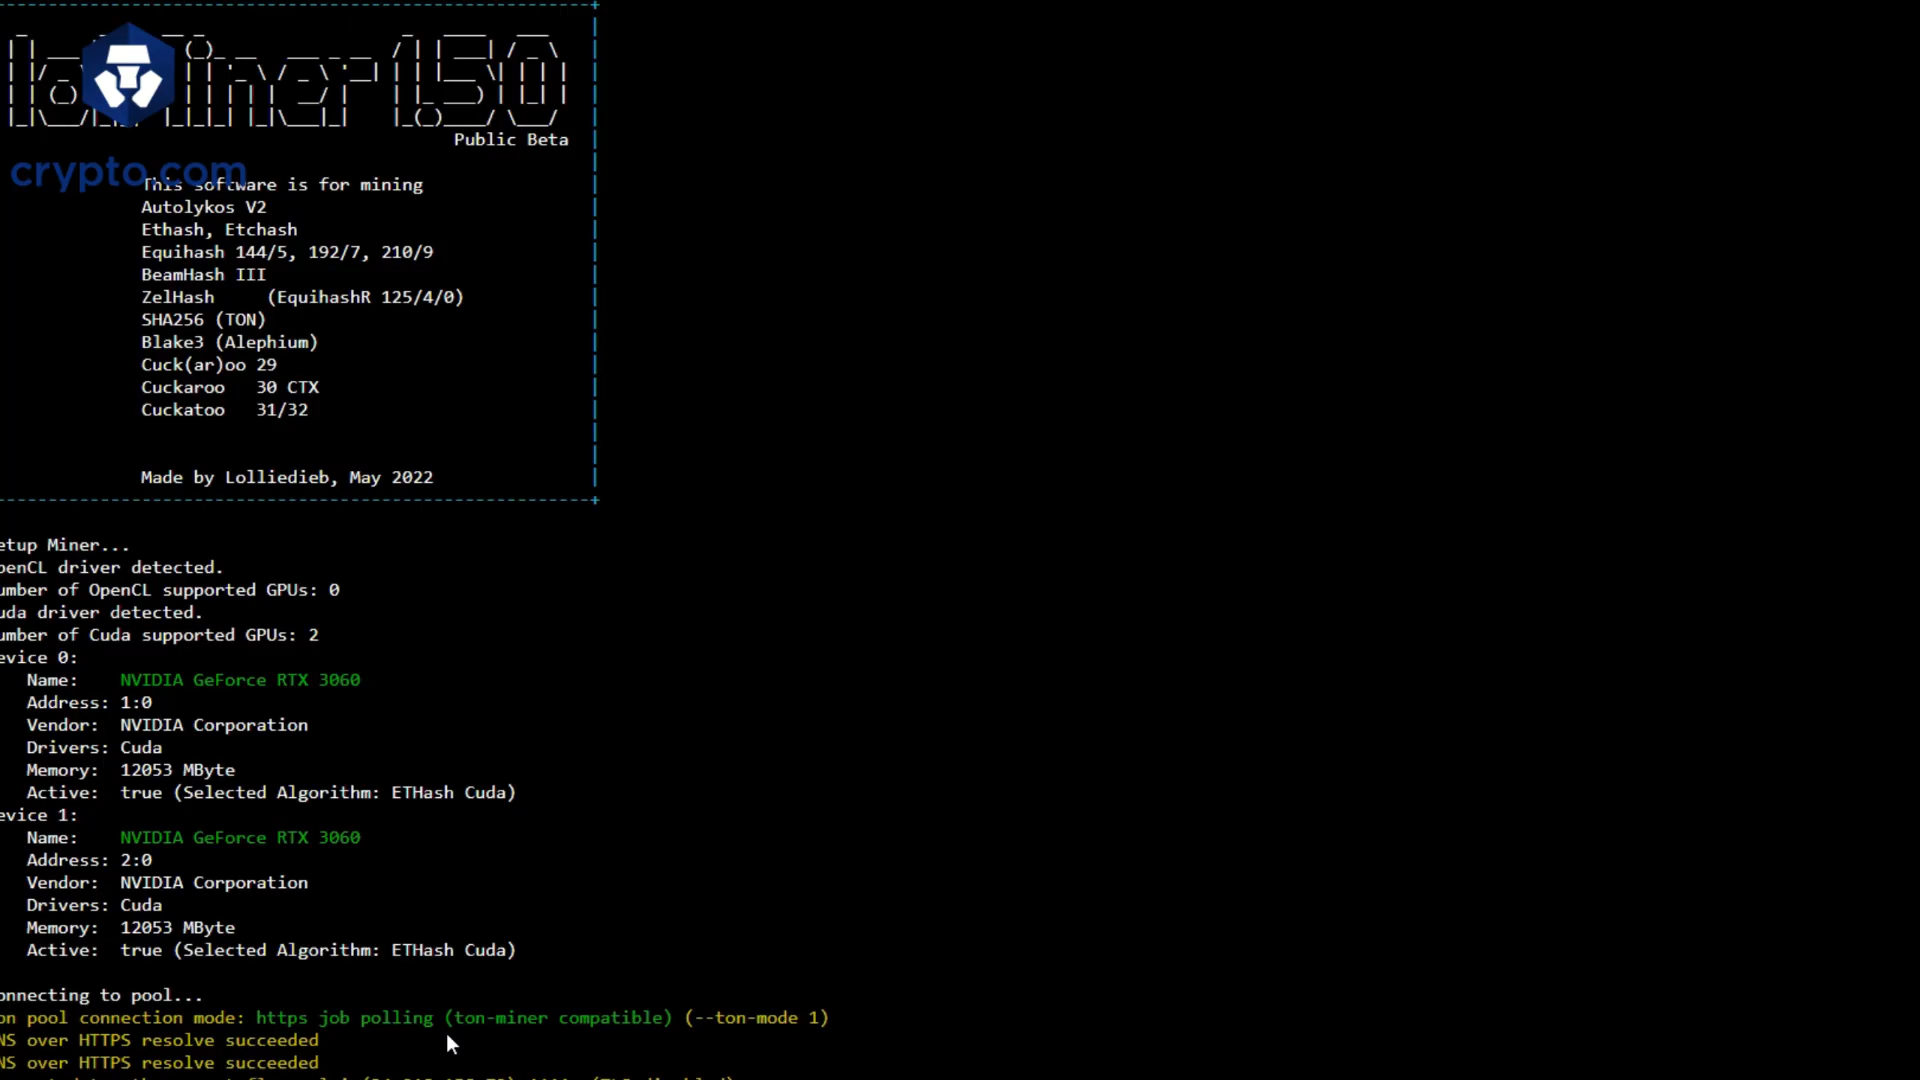 lolMiner 1.50
Public Beta
crypto.com
This software is for mining
Autolykos V2
Ethash, Etchash
Equihash 144/5, 192/7, 210/9
BeamHash III
ZelHash (EquihashR 125/4/0)
SHA256 (TON)
Blake3 (Alephium)
Cuck(ar)oo 29
Cuckaroo 30 CTX
Cuckatoo 31/32
Made by Lolliedieb, May 2022
etup Miner...
penCL driver detected.
umber of OpenCL supported GPUs: 0
uda driver detected.
umber of Cuda supported GPUs: 2
evice 0:
Name: NVIDIA GeForce RTX 3060
Address: 1:0
Vendor: NVIDIA Corporation
Drivers: Cuda
Memory: 12053 MByte
Active: true (Selected Algorithm: ETHash Cuda)
evice 1:
Name: NVIDIA GeForce RTX 3060
Address: 2:0
Vendor: NVIDIA Corporation
Drivers: Cuda
Memory: 12053 MByte
Active: true (Selected Algorithm: ETHash Cuda)
onnecting to pool...
on pool connection mode: https job polling (ton-miner compatible) (--ton-mode 1)
NS over HTTPS resolve succeeded
NS over HTTPS resolve succeeded